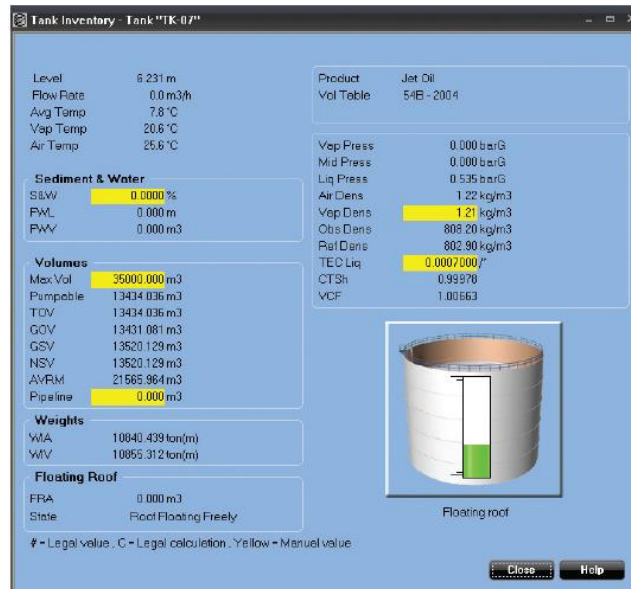 Tank Inventory - Tank "TK-07"
Level 6.231 m
Flow Rate 0.0 m3/h
Avg Temp 7.8 °C
Vap Temp 20.6 °C
Air Temp 25.6 °C
Sediment & Water
S&W 0.0000 %
FWL 0.000 m
FWV 0.000 m3
Volumes
Max Vol 35000.000 m3
Pumpable 13434.036 m3
TOV 13434.036 m3
GOV 13431.081 m3
GSV 13520.129 m3
NSV 13520.129 m3
AVRM 21565.964 m3
Pipeline 0.000 m3
Weights
WIA 10840.439 ton(m)
WIV 10855.312 ton(m)
Floating Roof
FRA 0.000 m3
State Roof Floating Freely
Product Jet Oil
Vol Table 54B - 2004
Vap Press 0.000 barG
Mid Press 0.000 barG
Liq Press 0.535 barG
Air Dens 1.22 kg/m3
Vap Dens 1.21 kg/m3
Obs Dens 808.20 kg/m3
Ref Dens 802.90 kg/m3
TEC Liq 0.0007000 /°
CTSh 0.99978
VCF 1.00663
Floating roof
# - Legal value , C - Legal calculation , Yellow - Manual value
Close Help